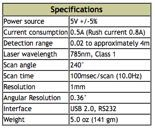 Specifications
Power source 5V +/-5%
Current consumption 0.5A (Rush current 0.8A)
Detection range 0.02 to approximately 4m
Laser wavelength 785nm, Class 1
Scan angle 240°
Scan time 100msec/scan (10.0Hz)
Resolution 1mm
Angular Resolution 0.36°
Interface USB 2.0, RS232
Weight 5.0 oz (141 gm)